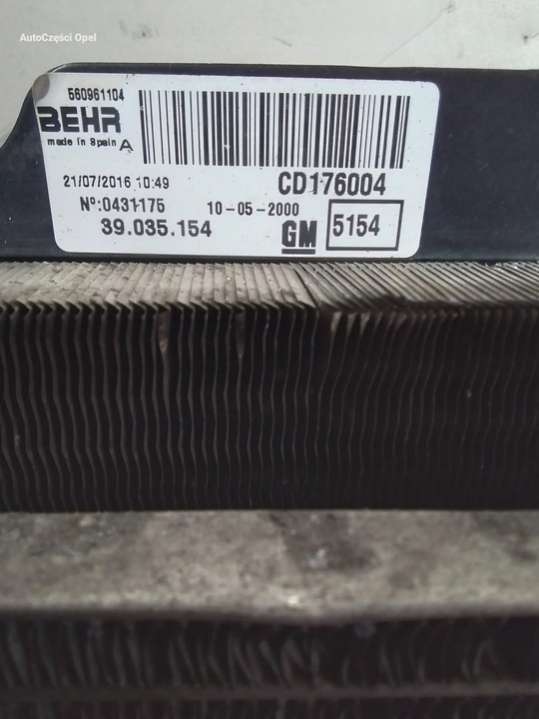 AutoCzęści Opel
560961104
BEHR
made in Spain A
21/07/2016 10:49
CD176004
Nº:0431175
10-05-2000
39.035.154
GM
5154